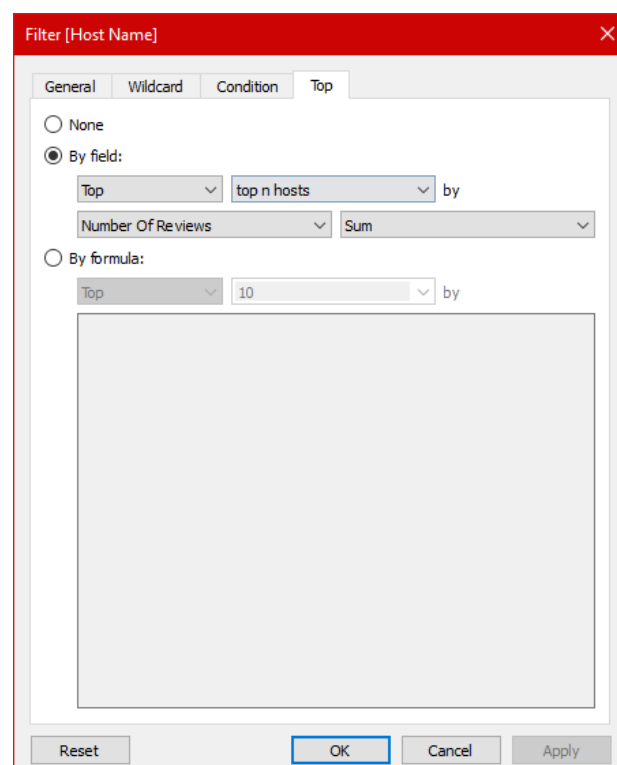 Filter [Host Name]
General Wildcard Condition Top
None
By field:
Top top n hosts by
Number Of Reviews Sum
By formula:
Top 10 by
Reset OK Cancel Apply